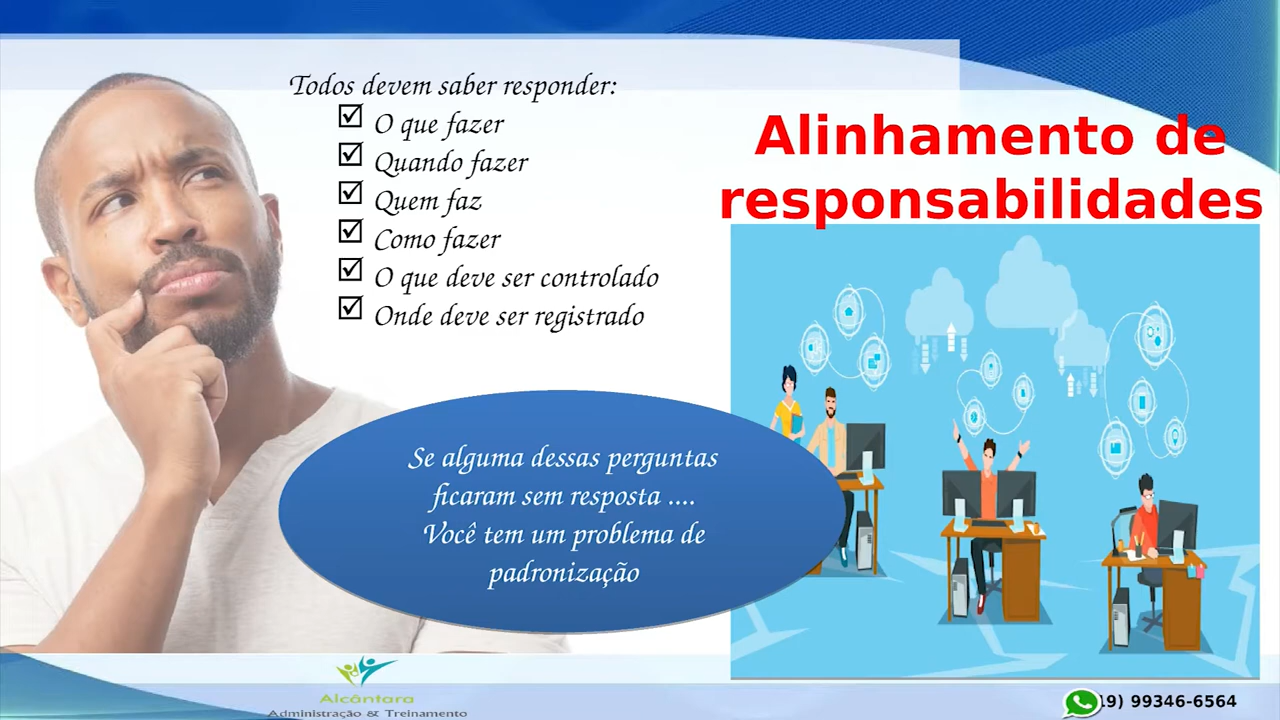 Todos devem saber responder:
O que fazer
Quando fazer
Quem faz
Como fazer
O que deve ser controlado
Onde deve ser registrado
Alinhamento de
responsabilidades
Se alguma dessas perguntas
ficaram sem resposta ....
Você tem um problema de
padronização
Alcântara
Administração & Treinamento
19) 99346-6564